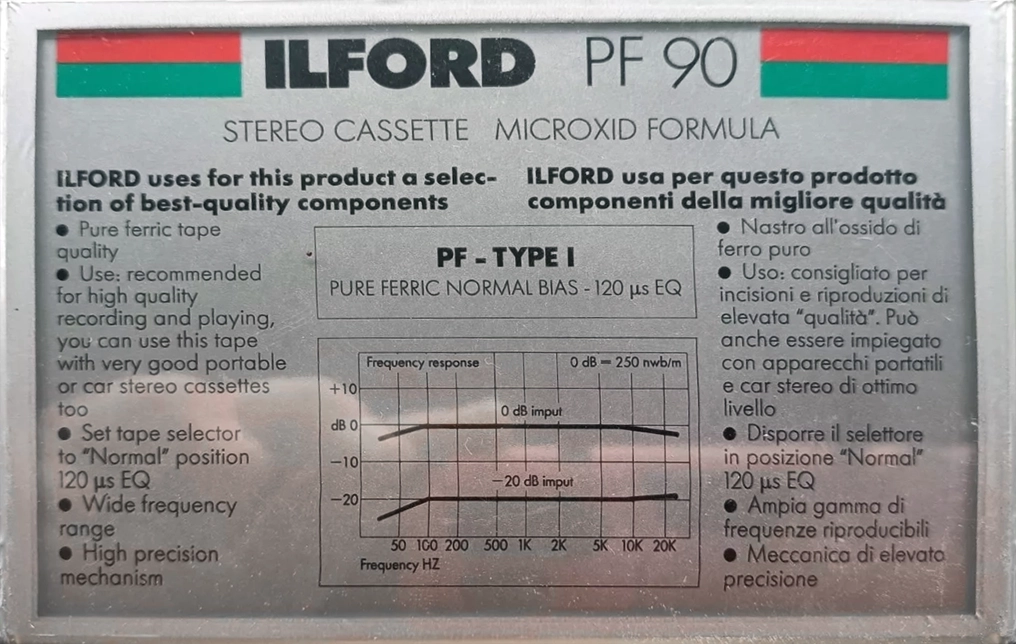 ILFORD PF 90
STEREO CASSETTE MICROXID FORMULA
ILFORD uses for this product a selec-
tion of best-quality components
• Pure ferric tape
quality
• Use: recommended
for high quality
recording and playing,
you can use this tape
with very good portable
or car stereo cassettes
too
• Set tape selector
to "Normal" position
120 µs EQ
• Wide frequency
range
• High precision
mechanism
PF - TYPE I
PURE FERRIC NORMAL BIAS - 120 µs EQ
Frequency response 0 dB = 250 nwb/m
+10
0 dB imput
dB 0
-10
-20 dB imput
-20
50 100 200 500 1K 2K 5K 10K 20K
Frequency HZ
ILFORD usa per questo prodotto
componenti della migliore qualità
• Nastro all'ossido di
ferro puro
• Uso: consigliato per
incisioni e riproduzioni di
elevata "qualità". Può
anche essere impiegato
con apparecchi portatili
e car stereo di ottimo
livello
• Disporre il selettore
in posizione "Normal"
120 µs EQ
• Ampia gamma di
frequenze riproducibili
• Meccanica di elevata
precisione